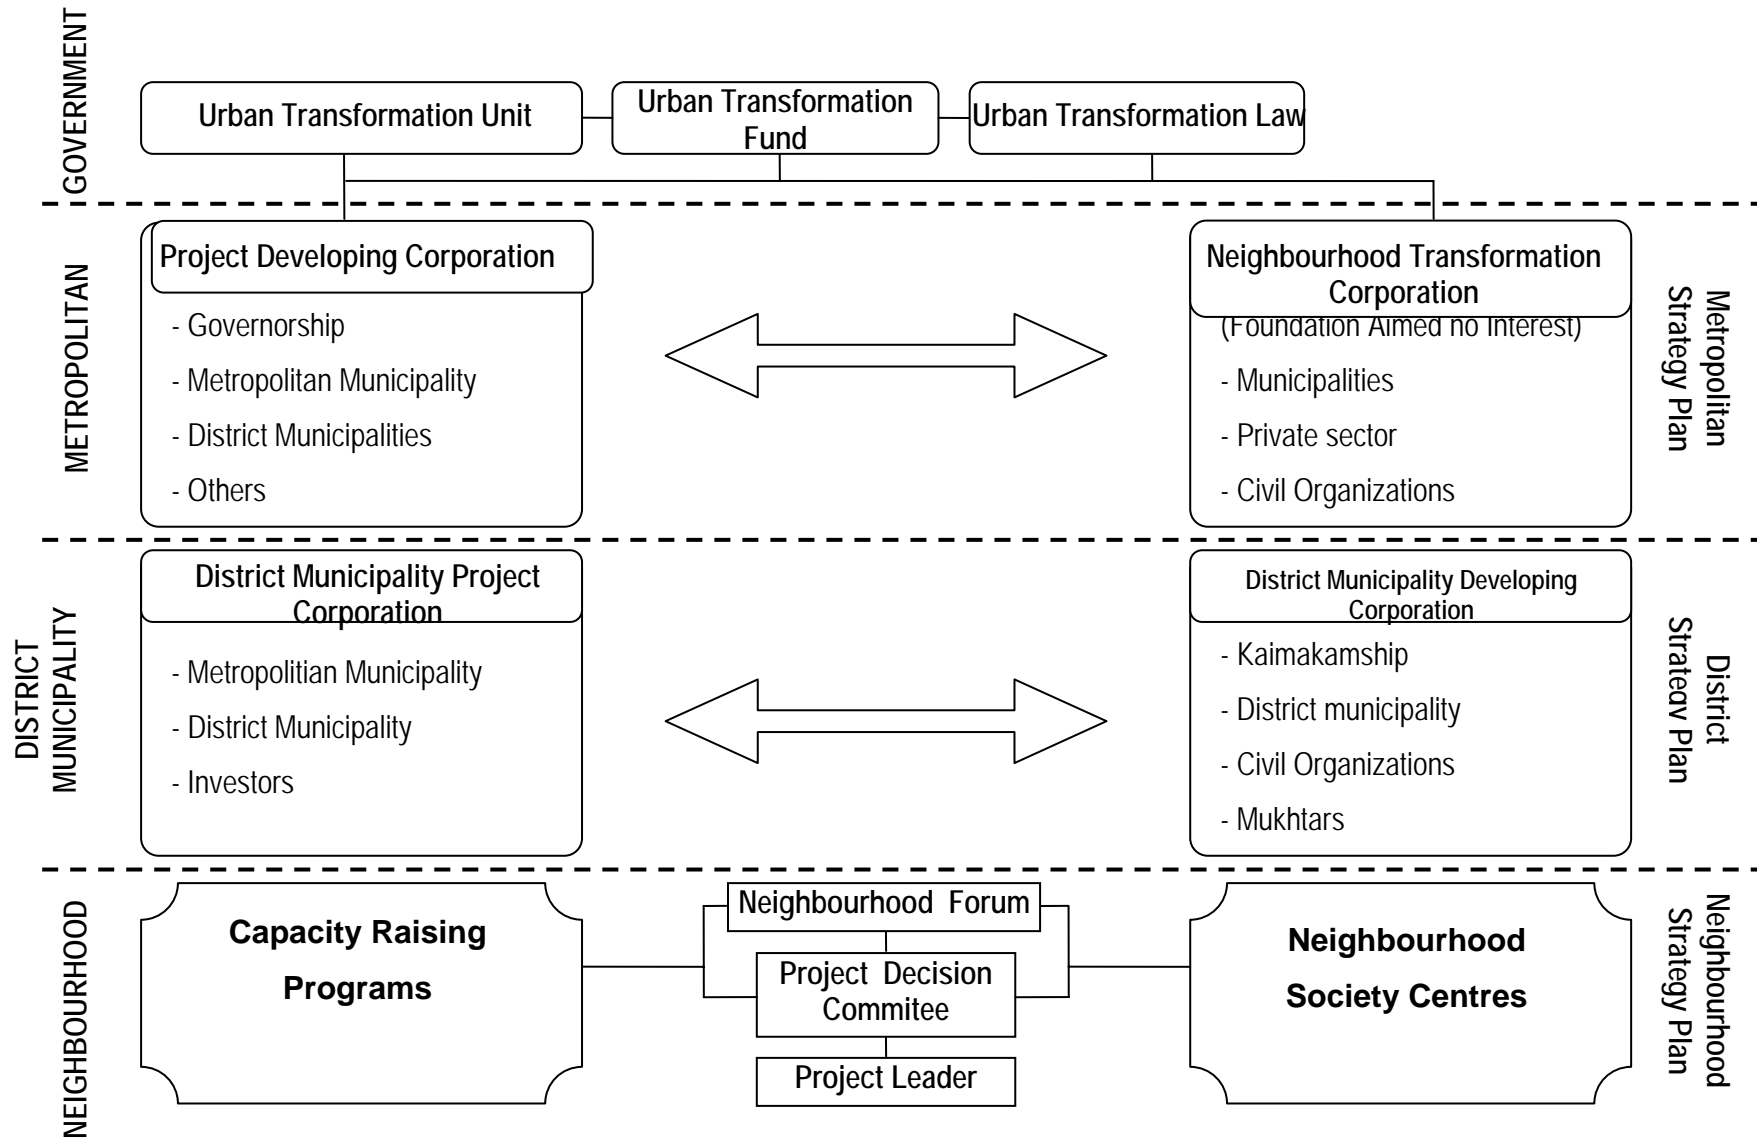 GOVERNMENT
Urban Transformation Unit
Urban Transformation
Fund
Urban Transformation Law
METROPOLITAN
Project Developing Corporation
- Governorship
- Metropolitan Municipality
- District Municipalities
- Others
Neighbourhood Transformation
Corporation
(Foundation Aimed no Interest)
- Municipalities
- Private sector
- Civil Organizations
Metropolitan
Strategy Plan
DISTRICT
MUNICIPALITY
District Municipality Project
Corporation
- Metropolitian Municipality
- District Municipality
- Investors
District Municipality Developing
Corporation
- Kaimakamship
- District municipality
- Civil Organizations
- Mukhtars
District
Strategy Plan
NEIGHBOURHOOD
Capacity Raising
Programs
Neighbourhood Forum
Project Decision
Commitee
Project Leader
Neighbourhood
Society Centres
Neighbourhood
Strategy Plan